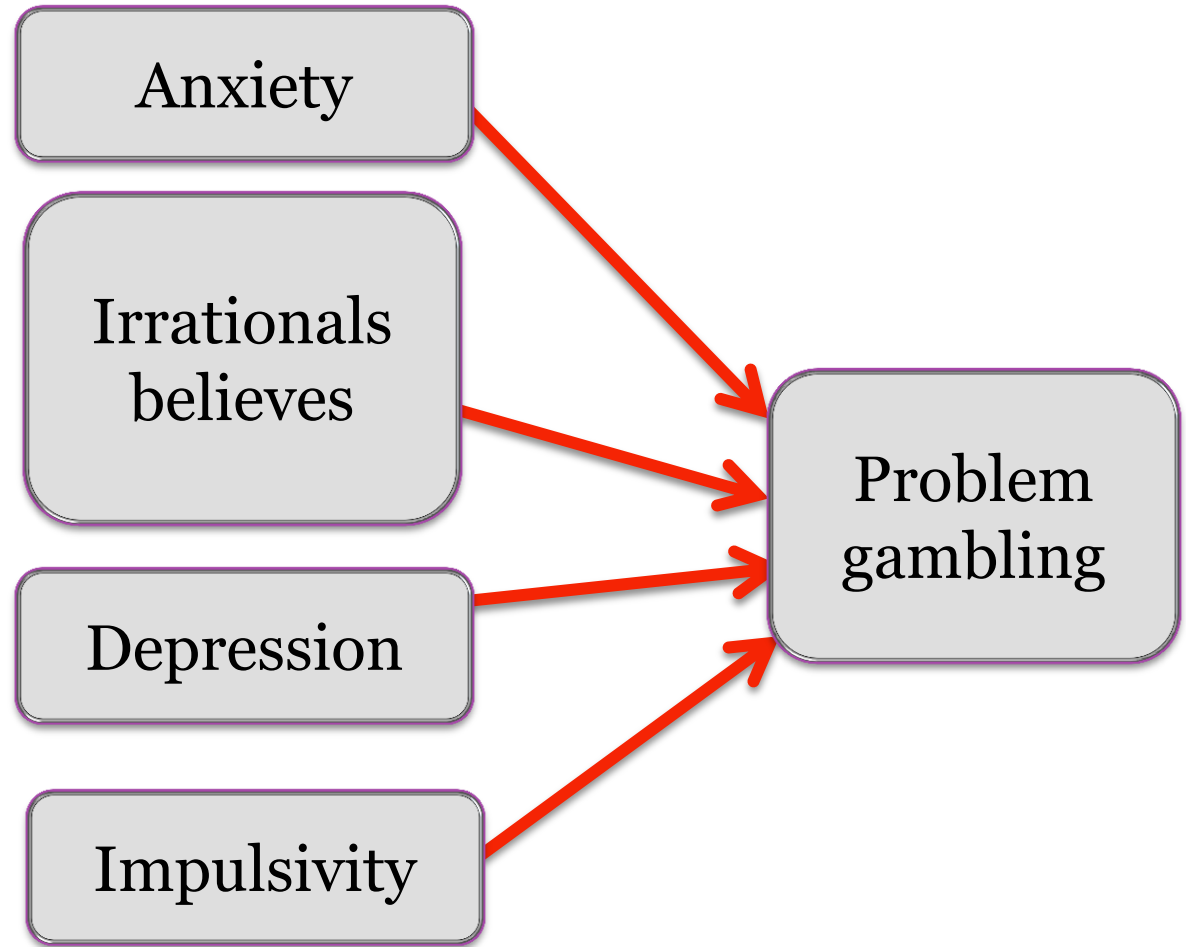 Anxiety
Irrationals
believes
Depression
Impulsivity
Problem
gambling